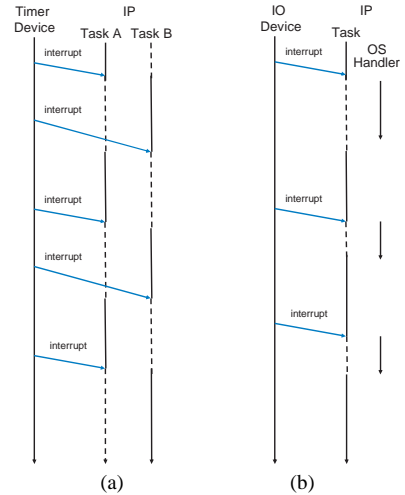 Timer
Device
IP
Task A Task B
interrupt
interrupt
interrupt
interrupt
interrupt
(a)
IO
Device
IP
Task
OS
Handler
interrupt
interrupt
interrupt
(b)